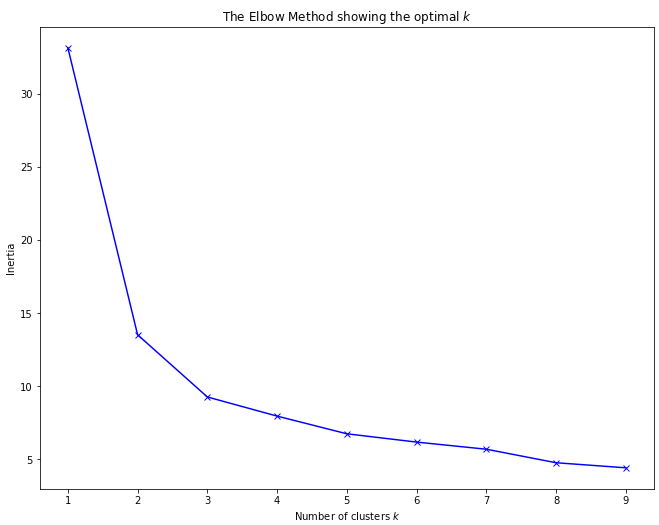 The Elbow Method showing the optimal k
30
25
20
15
10
5
Inertia
1 2 3 4 5 6 7 8 9
Number of clusters k